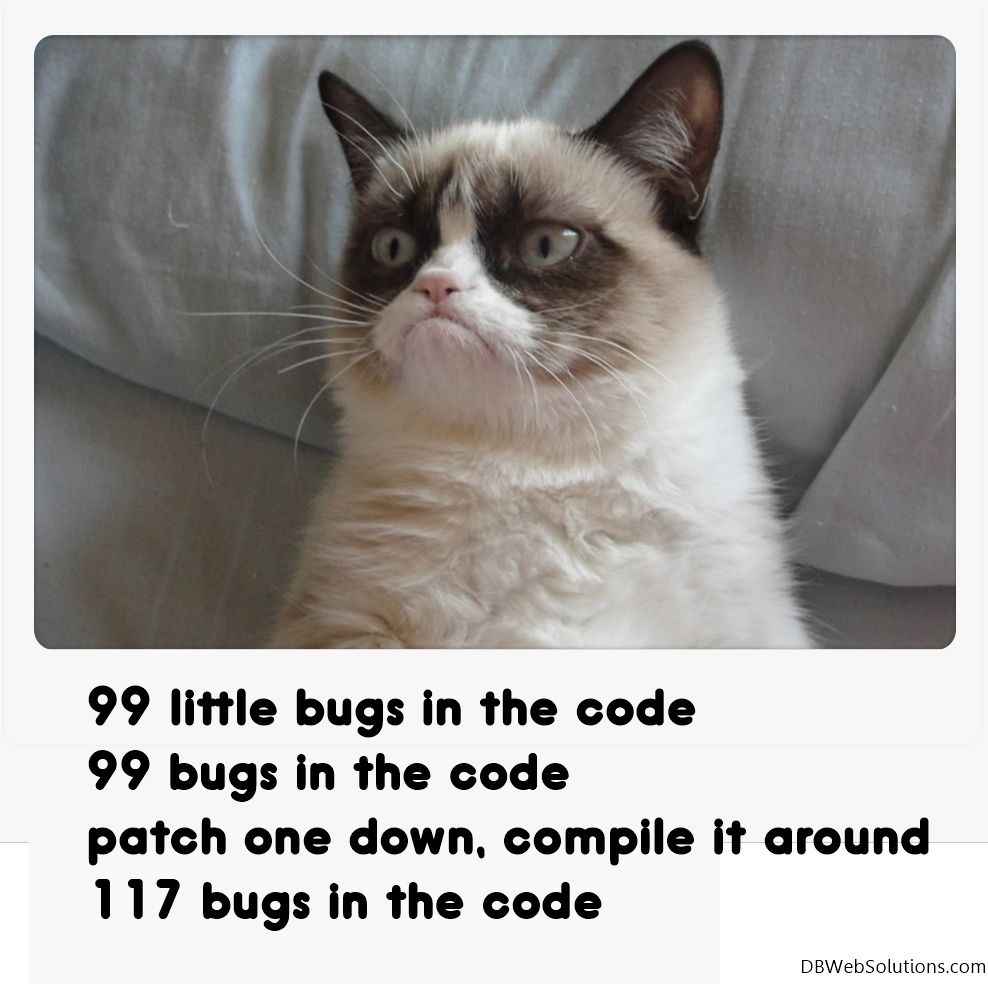 99 little bugs in the code
99 bugs in the code
patch one down, compile it around
117 bugs in the code
DBWebSolutions.com